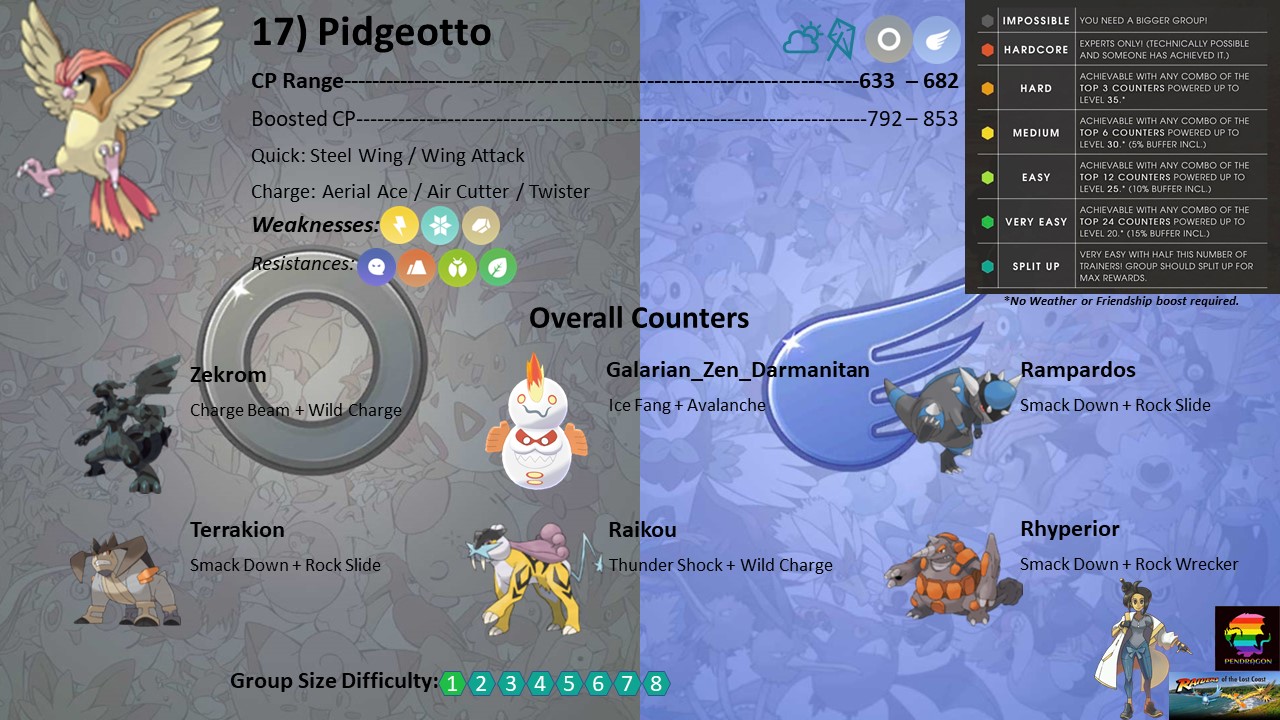 17) Pidgeotto
CP Range------------------------------------------------------------------------------------633 – 682
Boosted CP-------------------------------------------------------------------------------------792 – 853
Quick: Steel Wing / Wing Attack
Charge: Aerial Ace / Air Cutter / Twister
Weaknesses:
Resistances:
IMPOSSIBLE YOU NEED A BIGGER GROUP!
HARDCORE EXPERTS ONLY! (TECHNICALLY POSSIBLE
AND SOMEONE HAS ACHIEVED IT.)
HARD ACHIEVABLE WITH ANY COMBO OF THE
TOP 3 COUNTERS POWERED UP TO
LEVEL 35.*
MEDIUM ACHIEVABLE WITH ANY COMBO OF THE
TOP 6 COUNTERS POWERED UP TO
LEVEL 30.* (5% BUFFER INCL.)
EASY ACHIEVABLE WITH ANY COMBO OF THE
TOP 12 COUNTERS POWERED UP TO
LEVEL 25.* (10% BUFFER INCL.)
VERY EASY ACHIEVABLE WITH ANY COMBO OF THE
TOP 24 COUNTERS POWERED UP TO
LEVEL 20.* (15% BUFFER INCL.)
SPLIT UP VERY EASY WITH HALF THIS NUMBER OF
TRAINERS! GROUP SHOULD SPLIT UP FOR
MAX REWARDS.
*No Weather or Friendship boost required.
Overall Counters
Zekrom
Charge Beam + Wild Charge
Galarian_Zen_Darmanitan
Ice Fang + Avalanche
Rampardos
Smack Down + Rock Slide
Terrakion
Smack Down + Rock Slide
Raikou
Thunder Shock + Wild Charge
Rhyperior
Smack Down + Rock Wrecker
Group Size Difficulty: 1 2 3 4 5 6 7 8
PENDRAGON
RAIDERS of the Lost Coast